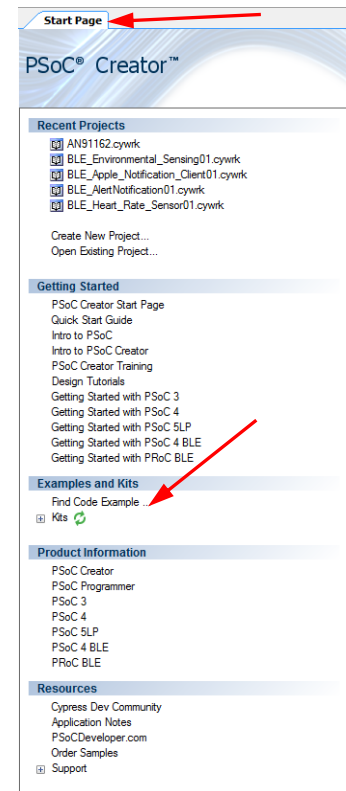 Start Page
PSoC® Creator™
Recent Projects
AN91162.cywrk
BLE_Environmental_Sensing01.cywrk
BLE_Apple_Notification_Client01.cywrk
BLE_AlertNotification01.cywrk
BLE_Heart_Rate_Sensor01.cywrk
Create New Project...
Open Existing Project...
Getting Started
PSoC Creator Start Page
Quick Start Guide
Intro to PSoC
Intro to PSoC Creator
PSoC Creator Training
Design Tutorials
Getting Started with PSoC 3
Getting Started with PSoC 4
Getting Started with PSoC 5LP
Getting Started with PSoC 4 BLE
Getting Started with PRoC BLE
Examples and Kits
Find Code Example ...
Kits
Product Information
PSoC Creator
PSoC Programmer
PSoC 3
PSoC 4
PSoC 5LP
PSoC 4 BLE
PRoC BLE
Resources
Cypress Dev Community
Application Notes
PSoCDeveloper.com
Order Samples
Support